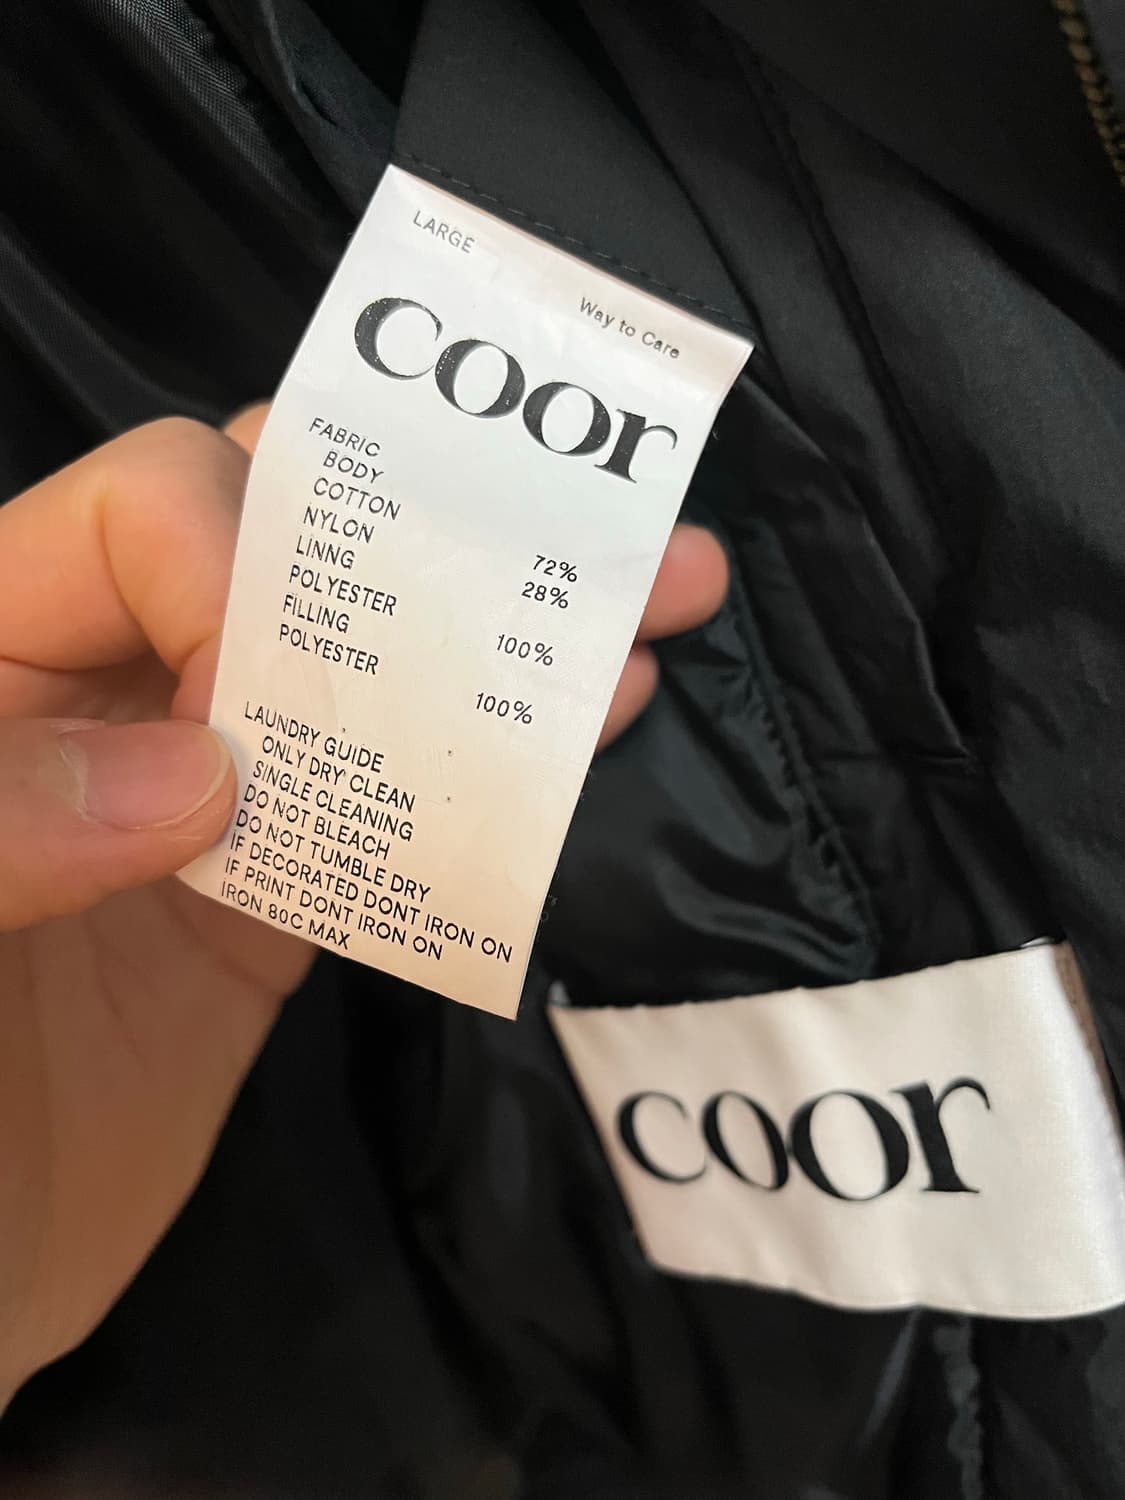 LARGE
Way to Care
coor
FABRIC
BODY
COTTON 72%
NYLON 28%
LINNG
POLYESTER 100%
FILLING
POLYESTER 100%
LAUNDRY GUIDE
ONLY DRY CLEAN
SINGLE CLEANING
DO NOT BLEACH
DO NOT TUMBLE DRY
IF DECORATED DONT IRON ON
IF PRINT DONT IRON ON
IRON 80C MAX
coor